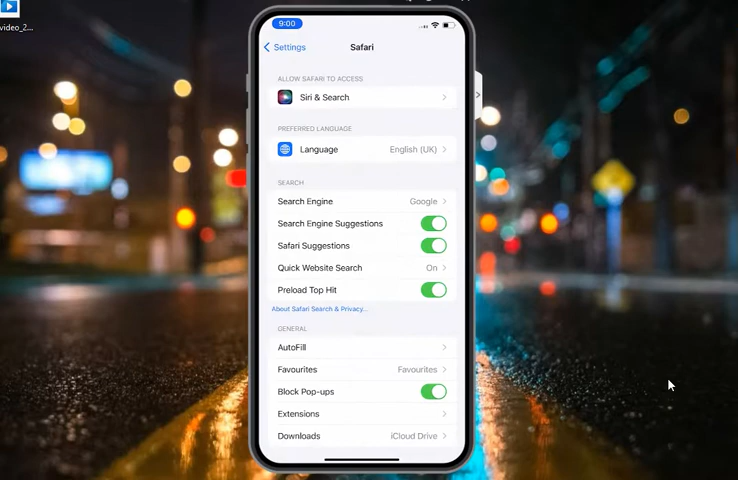 video_2...
9:00
Settings
Safari
ALLOW SAFARI TO ACCESS
Siri & Search
PREFERRED LANGUAGE
Language English (UK)
SEARCH
Search Engine Google
Search Engine Suggestions
Safari Suggestions
Quick Website Search On
Preload Top Hit
About Safari Search & Privacy...
GENERAL
AutoFill
Favourites Favourites
Block Pop-ups
Extensions
Downloads iCloud Drive